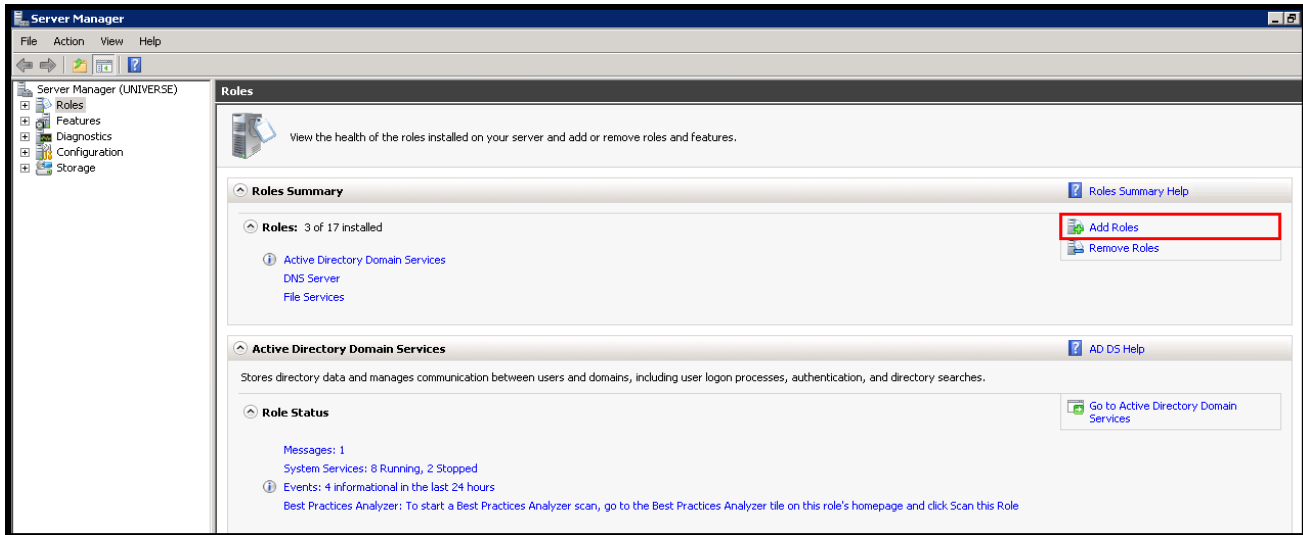 Server Manager
File Action View Help
Server Manager (UNIVERSE)
Roles
Features
Diagnostics
Configuration
Storage
Roles
View the health of the roles installed on your server and add or remove roles and features.
Roles Summary
Roles Summary Help
Roles: 3 of 17 installed
Add Roles
Remove Roles
Active Directory Domain Services
DNS Server
File Services
Active Directory Domain Services
AD DS Help
Stores directory data and manages communication between users and domains, including user logon processes, authentication, and directory searches.
Role Status
Go to Active Directory Domain
Services
Messages: 1
System Services: 8 Running, 2 Stopped
Events: 4 informational in the last 24 hours
Best Practices Analyzer: To start a Best Practices Analyzer scan, go to the Best Practices Analyzer tile on this role's homepage and click Scan this Role